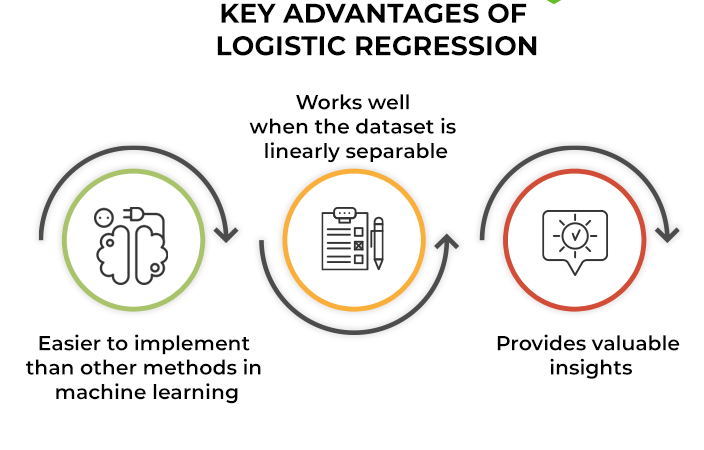 KEY ADVANTAGES OF
LOGISTIC REGRESSION
Works well
when the dataset is
linearly separable
Easier to implement
than other methods in
machine learning
Provides valuable
insights